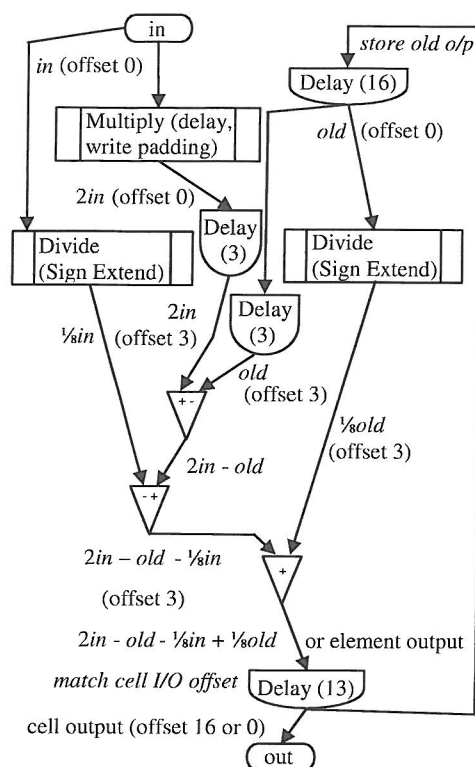 in
store old o/p
in (offset 0)
Delay (16)
Multiply (delay,
write padding)
old (offset 0)
2in (offset 0)
Delay
(3)
Divide
(Sign Extend)
Divide
(Sign Extend)
2in
(offset 3)
Delay
(3)
⅛in
old
(offset 3)
+ -
⅛old
(offset 3)
2in - old
- +
2in – old - ⅛in
(offset 3)
+
2in - old - ⅛in + ⅛old
or element output
match cell I/O offset
Delay (13)
cell output (offset 16 or 0)
out